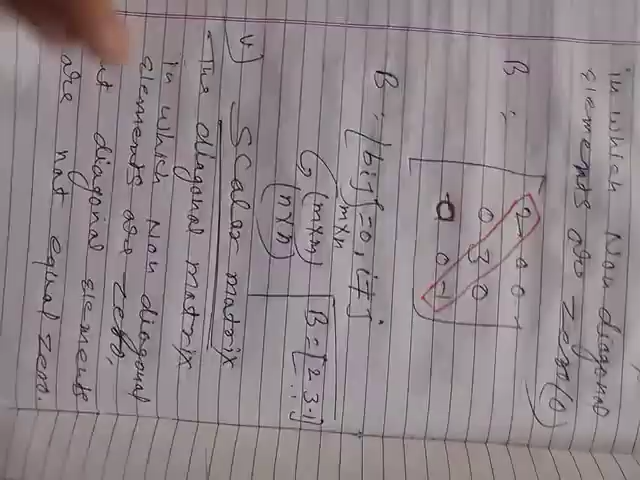 in which Non diagonal
elements are zero (0)
B :
2 0 0
0 3 0
0 0 -1
B = [bij] = 0, i ≠ j
m×n
(m×m)
(n×n)
B = [2 3 -1]
v) Scalar matrix
- The diagonal matrix
in which Non diagonal
elements are zero,
diagonal elements
are not equal zero.